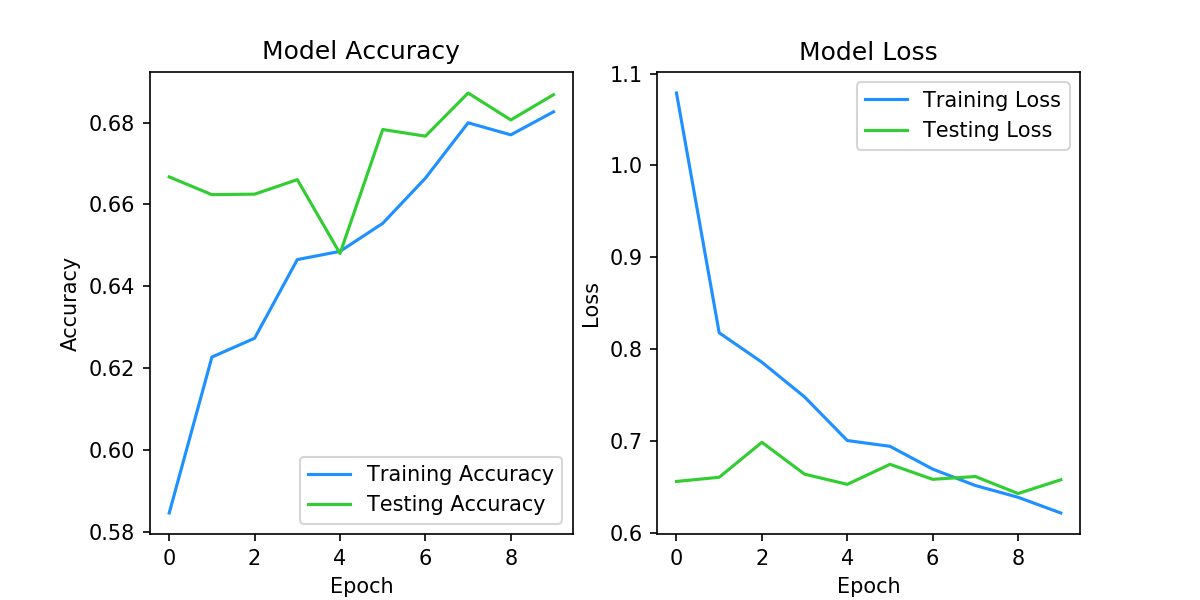 Model Accuracy
Accuracy
0.68
0.66
0.64
0.62
0.60
0.58
0
2
4
6
8
Epoch
Training Accuracy
Testing Accuracy
Model Loss
Loss
1.1
1.0
0.9
0.8
0.7
0.6
0
2
4
6
8
Epoch
Training Loss
Testing Loss